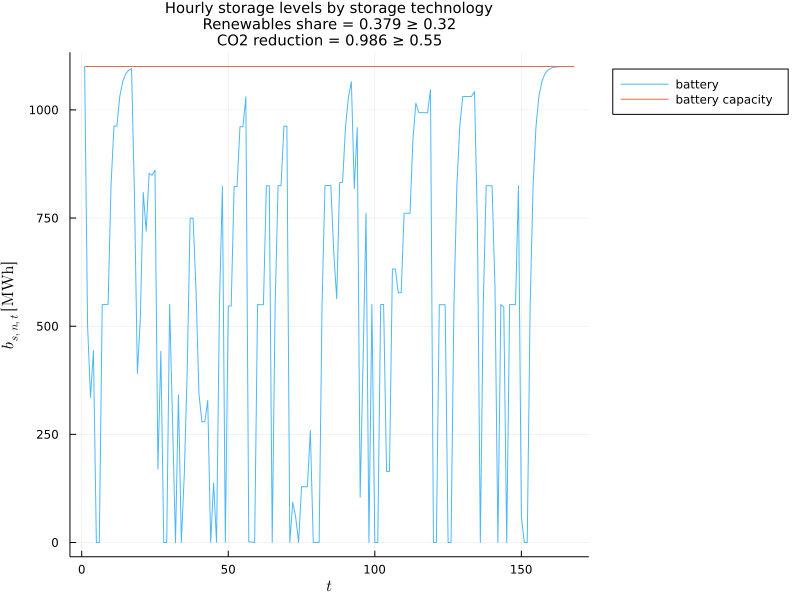 Hourly storage levels by storage technology
Renewables share = 0.379 ≥ 0.32
CO2 reduction = 0.986 ≥ 0.55
battery
battery capacity
1000
750
500
250
0
b_{s, n, t} [MWh]
0 50 100 150
t